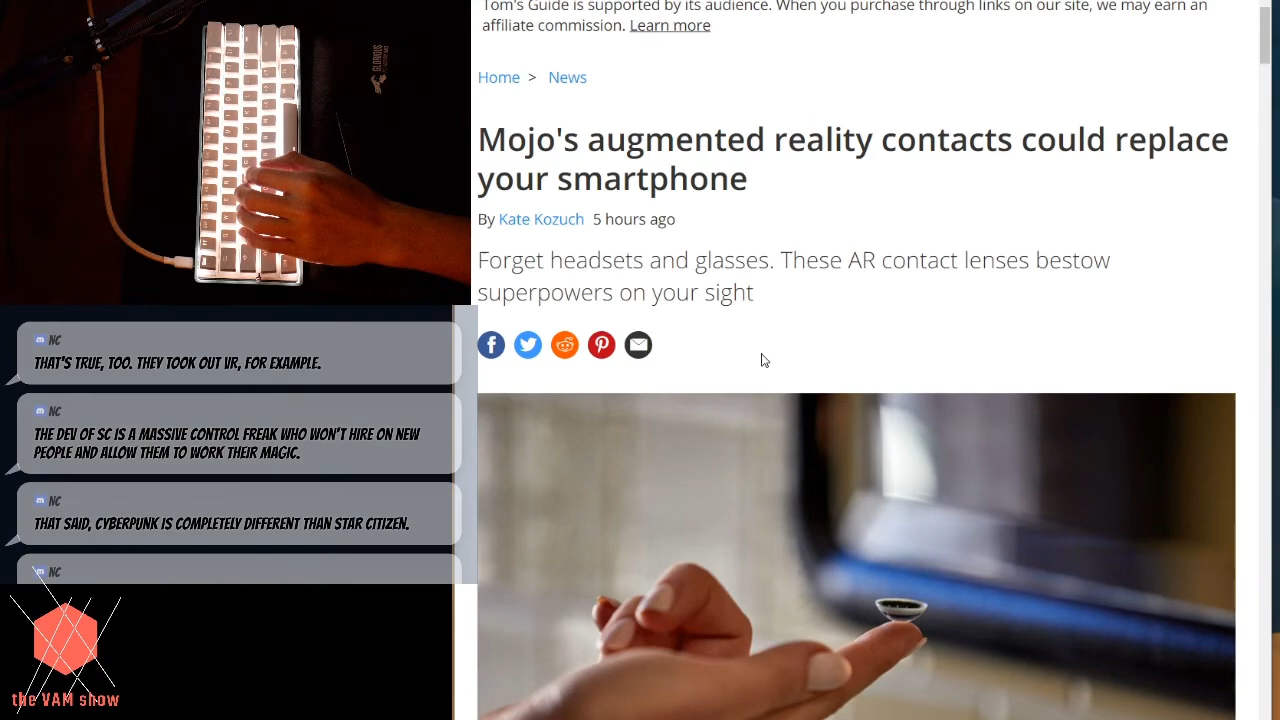 Tom's Guide is supported by its audience. When you purchase through links on our site, we may earn an
affiliate commission. Learn more
Home > News
Mojo's augmented reality contacts could replace
your smartphone
By Kate Kozuch 5 hours ago
Forget headsets and glasses. These AR contact lenses bestow
superpowers on your sight
GLORIOUS
NC
THAT'S TRUE, TOO. THEY TOOK OUT VR, FOR EXAMPLE.
NC
THE DEV OF SC IS A MASSIVE CONTROL FREAK WHO WON'T HIRE ON NEW
PEOPLE AND ALLOW THEM TO WORK THEIR MAGIC.
NC
THAT SAID, CYBERPUNK IS COMPLETELY DIFFERENT THAN STAR CITIZEN.
NC
the VAM show